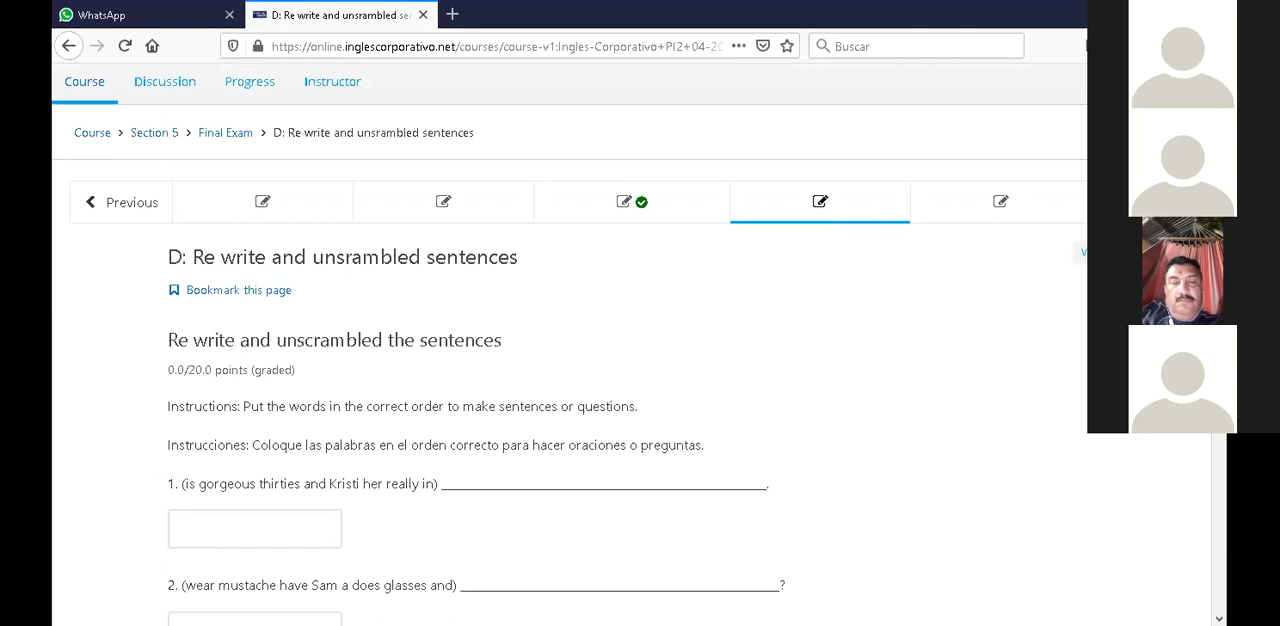 WhatsApp
D: Re write and unsrambled se
https://online.inglescorporativo.net/courses/course-v1:Ingles-Corporativo+PI2+04-20
Buscar
Course Discussion Progress Instructor
Course > Section 5 > Final Exam > D: Re write and unsrambled sentences
Previous
D: Re write and unsrambled sentences
V
Bookmark this page
Re write and unscrambled the sentences
0.0/20.0 points (graded)
Instructions: Put the words in the correct order to make sentences or questions.
Instrucciones: Coloque las palabras en el orden correcto para hacer oraciones o preguntas.
1. (is gorgeous thirties and Kristi her really in) ______________________________________.
2. (wear mustache have Sam a does glasses and) ______________________________________?